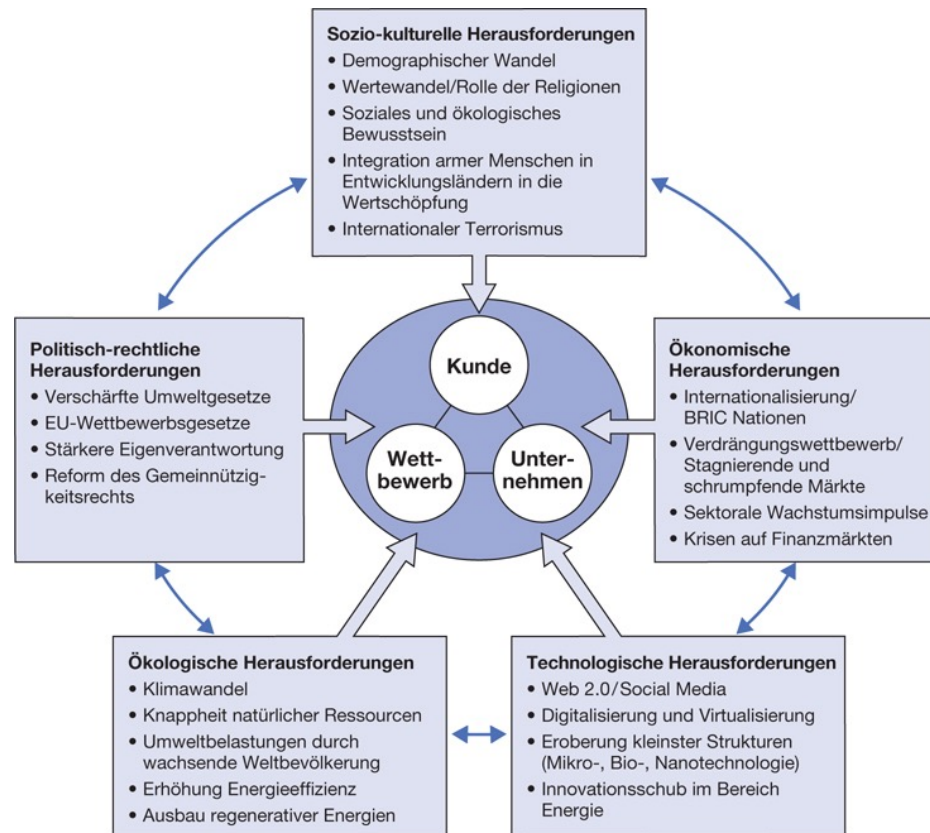 Sozio-kulturelle Herausforderungen
• Demographischer Wandel
• Wertewandel/Rolle der Religionen
• Soziales und ökologisches
Bewusstsein
• Integration armer Menschen in
Entwicklungsländern in die
Wertschöpfung
• Internationaler Terrorismus
Politisch-rechtliche
Herausforderungen
• Verschärfte Umweltgesetze
• EU-Wettbewerbsgesetze
• Stärkere Eigenverantwortung
• Reform des Gemeinnützig-
keitsrechts
Kunde
Wett-
bewerb
Unter-
nehmen
Ökonomische
Herausforderungen
• Internationalisierung/
BRIC Nationen
• Verdrängungswettbewerb/
Stagnierende und
schrumpfende Märkte
• Sektorale Wachstumsimpulse
• Krisen auf Finanzmärkten
Ökologische Herausforderungen
• Klimawandel
• Knappheit natürlicher Ressourcen
• Umweltbelastungen durch
wachsende Weltbevölkerung
• Erhöhung Energieeffizienz
• Ausbau regenerativer Energien
Technologische Herausforderungen
• Web 2.0/Social Media
• Digitalisierung und Virtualisierung
• Eroberung kleinster Strukturen
(Mikro-, Bio-, Nanotechnologie)
• Innovationsschub im Bereich
Energie